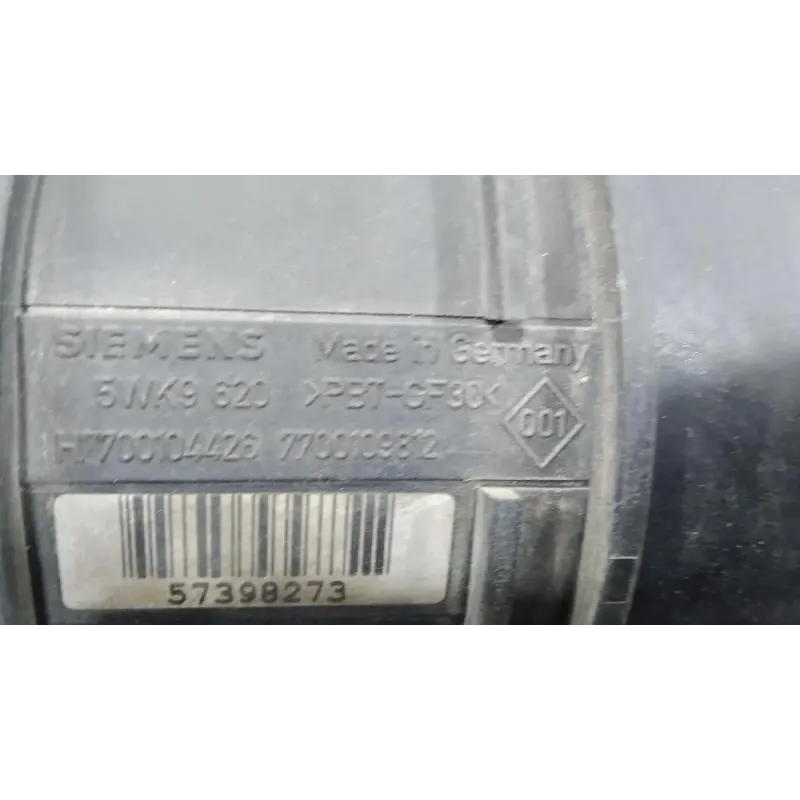 SIEMENS Made in Germany
5WK9 620 >PBT-GF30< 001
H7700104426 7700109812
57398273